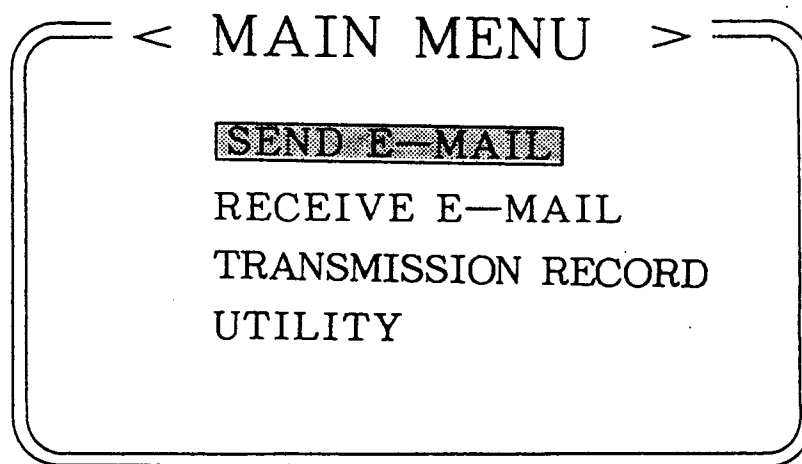 < MAIN MENU >
SEND E—MAIL
RECEIVE E—MAIL
TRANSMISSION RECORD
UTILITY